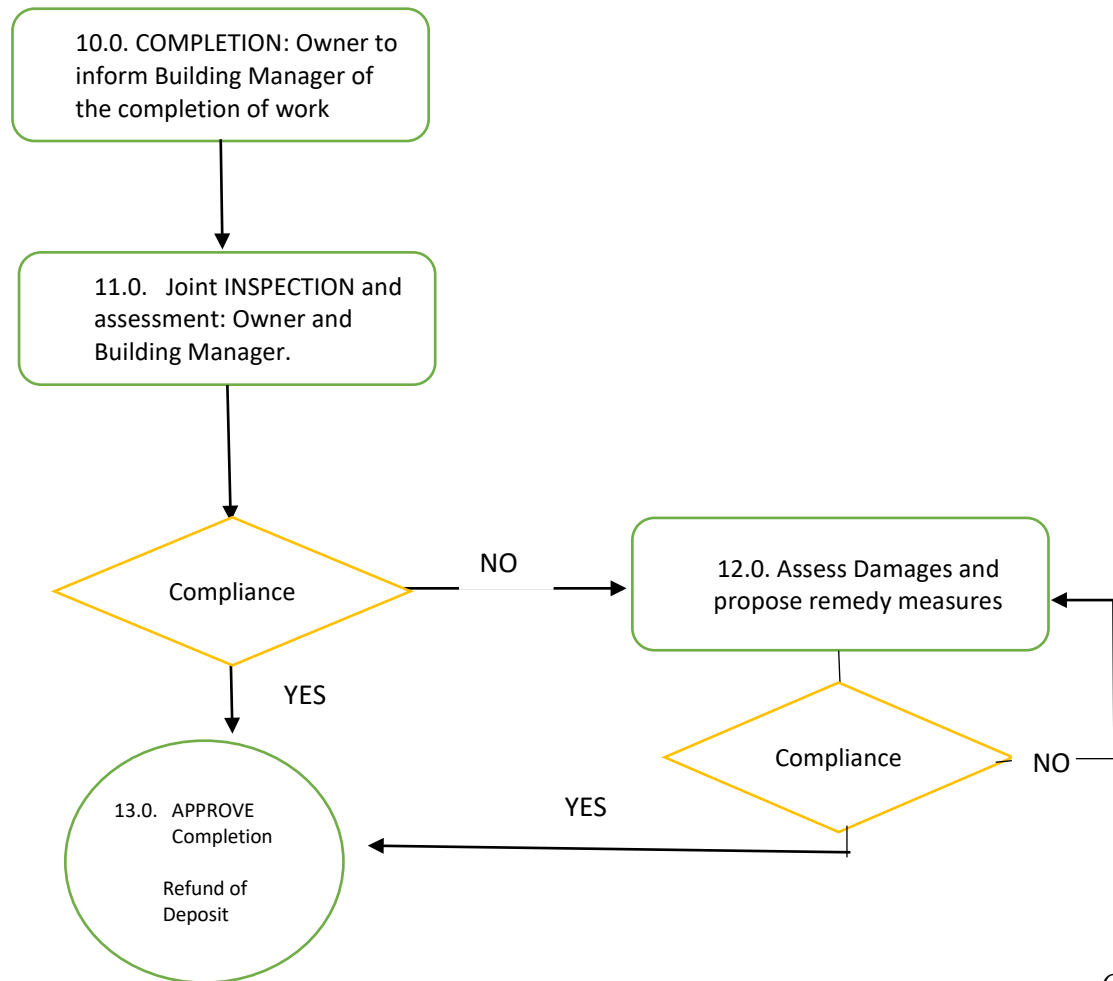 10.0. COMPLETION: Owner to
inform Building Manager of
the completion of work
11.0. Joint INSPECTION and
assessment: Owner and
Building Manager.
Compliance
NO
12.0. Assess Damages and
propose remedy measures
YES
Compliance
NO
YES
13.0. APPROVE
Completion
Refund of
Deposit